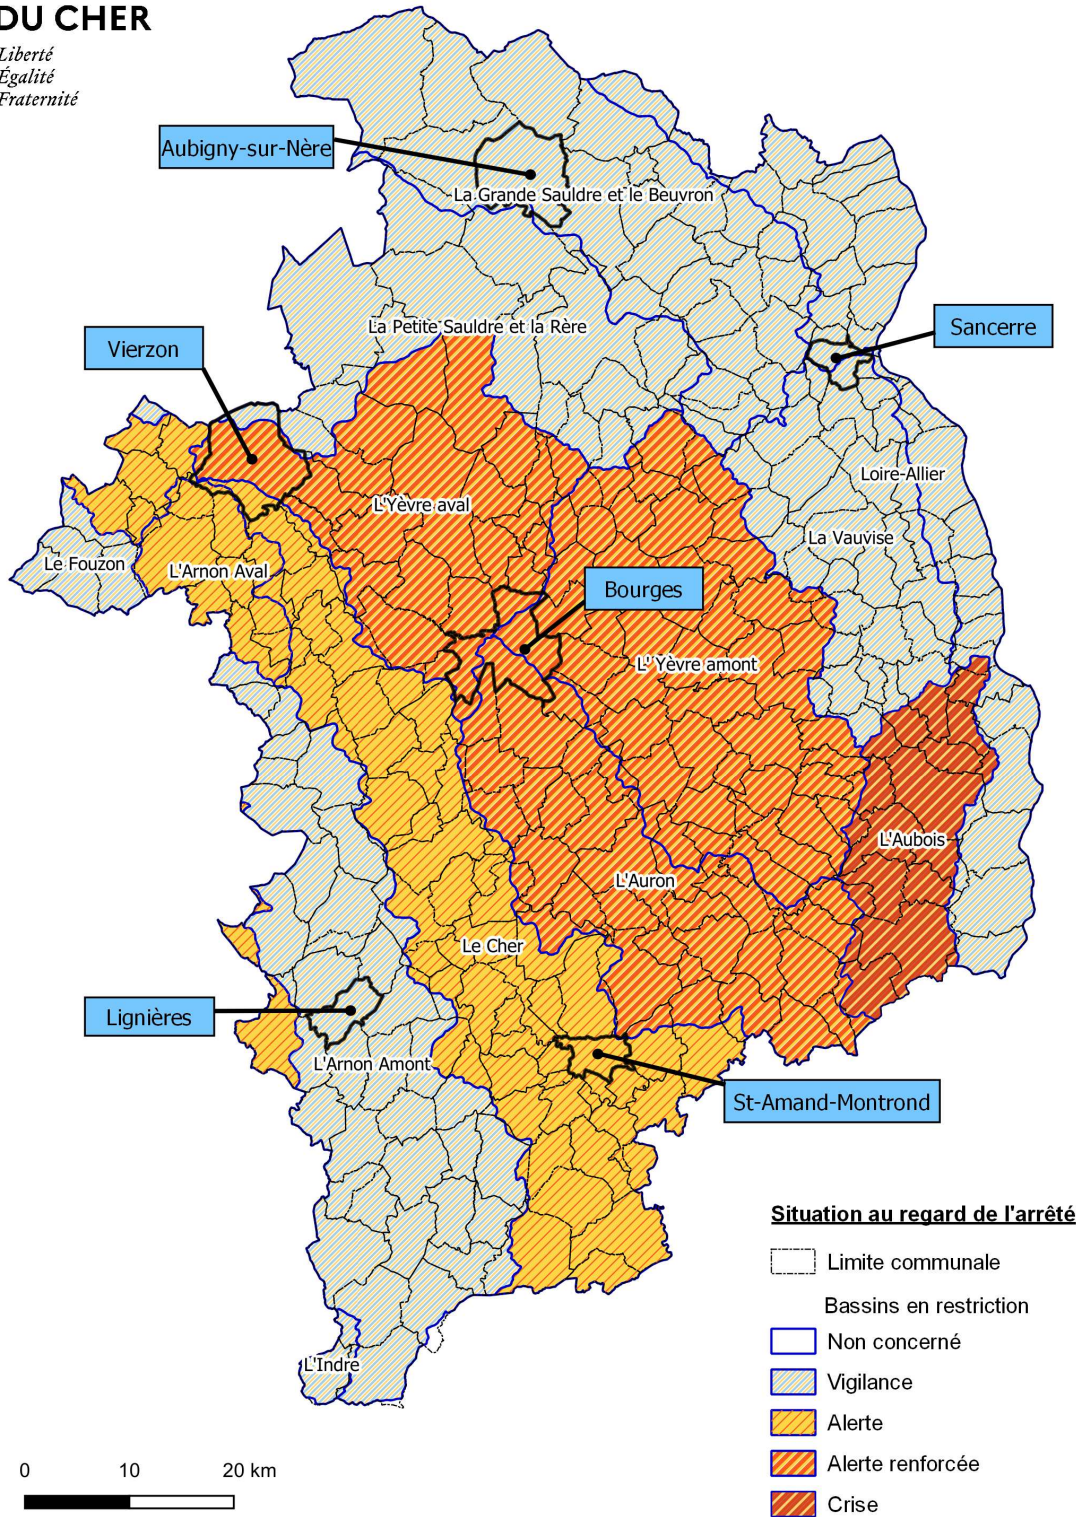 DU CHER
Liberté
Égalité
Fraternité
Aubigny-sur-Nère
La Grande Sauldre et le Beuvron
Sancerre
La Petite Sauldre et la Rère
Vierzon
Loire-Allier
L'Yèvre aval
La Vauvise
Le Fouzon
L'Arnon Aval
Bourges
L' Yèvre amont
L'Aubois
L'Auron
Le Cher
Lignières
L'Arnon Amont
St-Amand-Montrond
L'Indre
Situation au regard de l'arrêté
Limite communale
Bassins en restriction
Non concerné
Vigilance
Alerte
Alerte renforcée
Crise
0 10 20 km